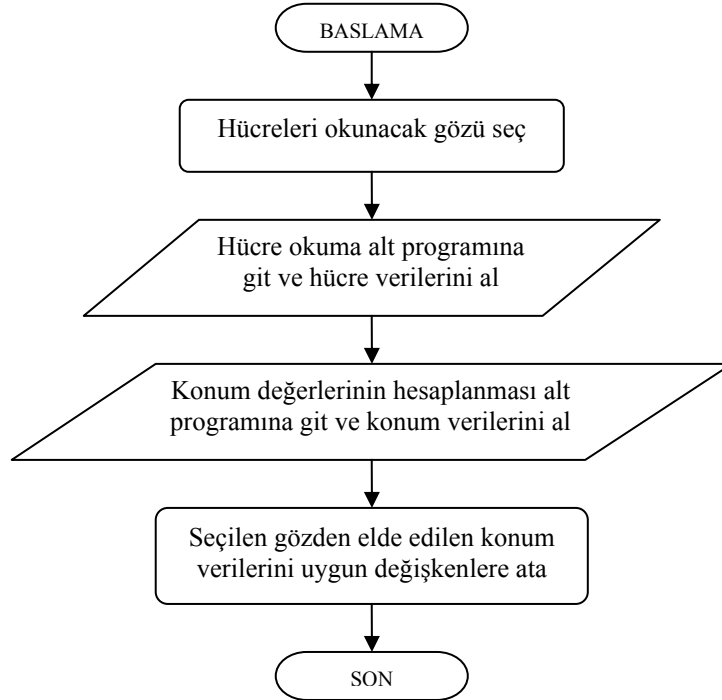 BASLAMA
Hücreleri okunacak gözü seç
Hücre okuma alt programına
git ve hücre verilerini al
Konum değerlerinin hesaplanması alt
programına git ve konum verilerini al
Seçilen gözden elde edilen konum
verilerini uygun değişkenlere ata
SON